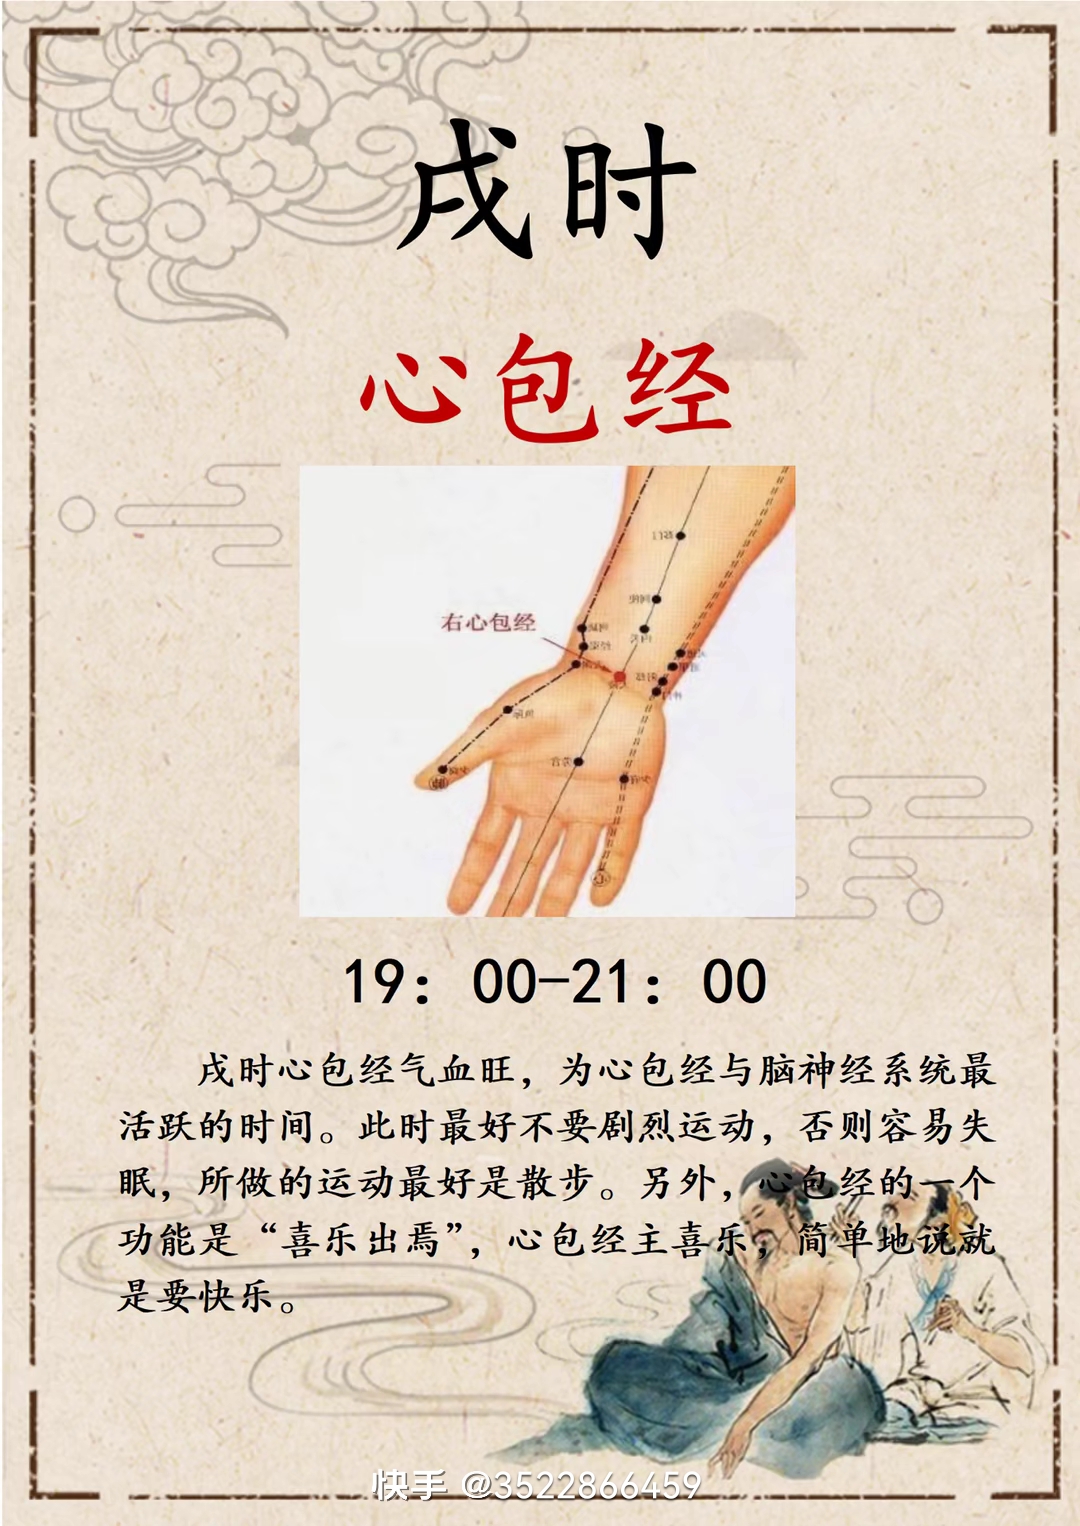 戌时
心包经
右心包经
19：00-21：00
戌时心包经气血旺，为心包经与脑神经系统最
活跃的时间。此时最好不要剧烈运动，否则容易失
眠，所做的运动最好是散步。另外，心包经的一个
功能是“喜乐出焉”，心包经主喜乐，简单地说就
是要快乐。
快手 @3522866459